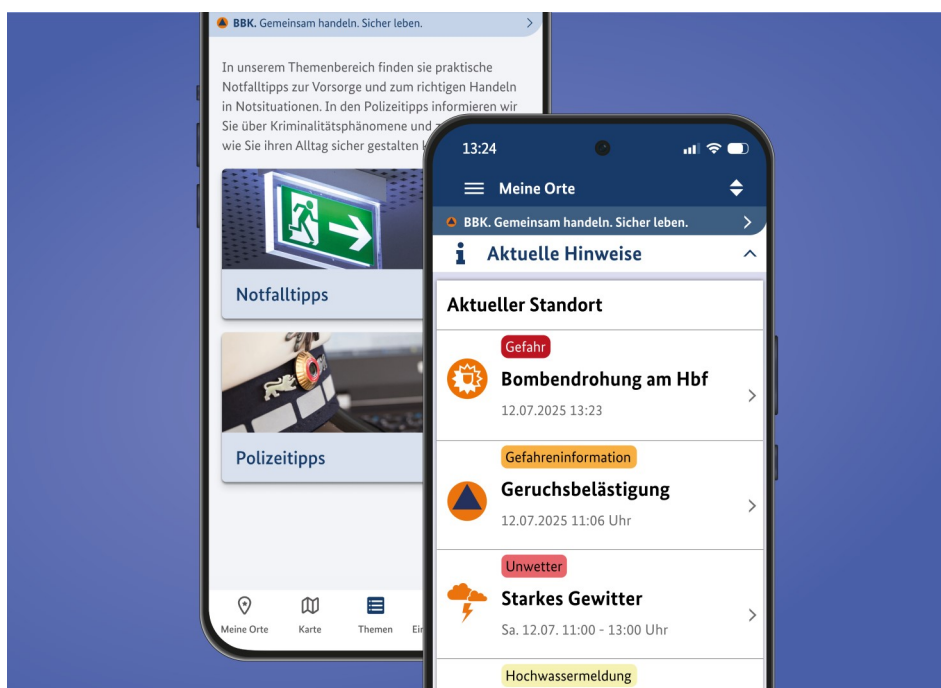 BBK. Gemeinsam handeln. Sicher leben.
In unserem Themenbereich finden sie praktische
Notfalltipps zur Vorsorge und zum richtigen Handeln
in Notsituationen. In den Polizeitipps informieren wir
Sie über Kriminalitätsphänomene und
wie Sie ihren Alltag sicher gestalten
Notfalltipps
Polizeitipps
Meine Orte
Karte
Themen
13:24
Meine Orte
BBK. Gemeinsam handeln. Sicher leben.
Aktuelle Hinweise
Aktueller Standort
Gefahr
Bombendrohung am Hbf
12.07.2025 13:23
Gefahreninformation
Geruchsbelästigung
12.07.2025 11:06 Uhr
Unwetter
Starkes Gewitter
Sa. 12.07. 11:00 - 13:00 Uhr
Hochwassermeldung